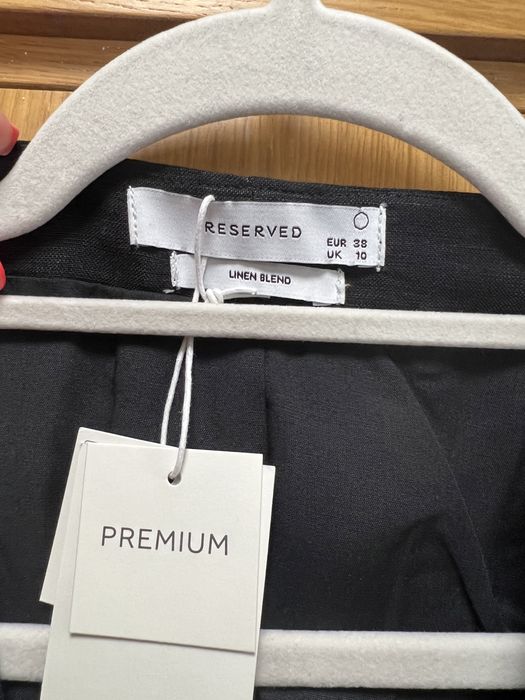 RESERVED
EUR 38
UK 10
LINEN BLEND
PREMIUM